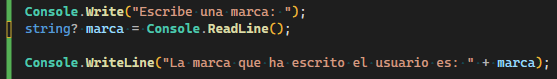 Console.Write("Escribe una marca: ");
string? marca = Console.ReadLine();
Console.WriteLine("La marca que ha escrito el usuario es: " + marca);